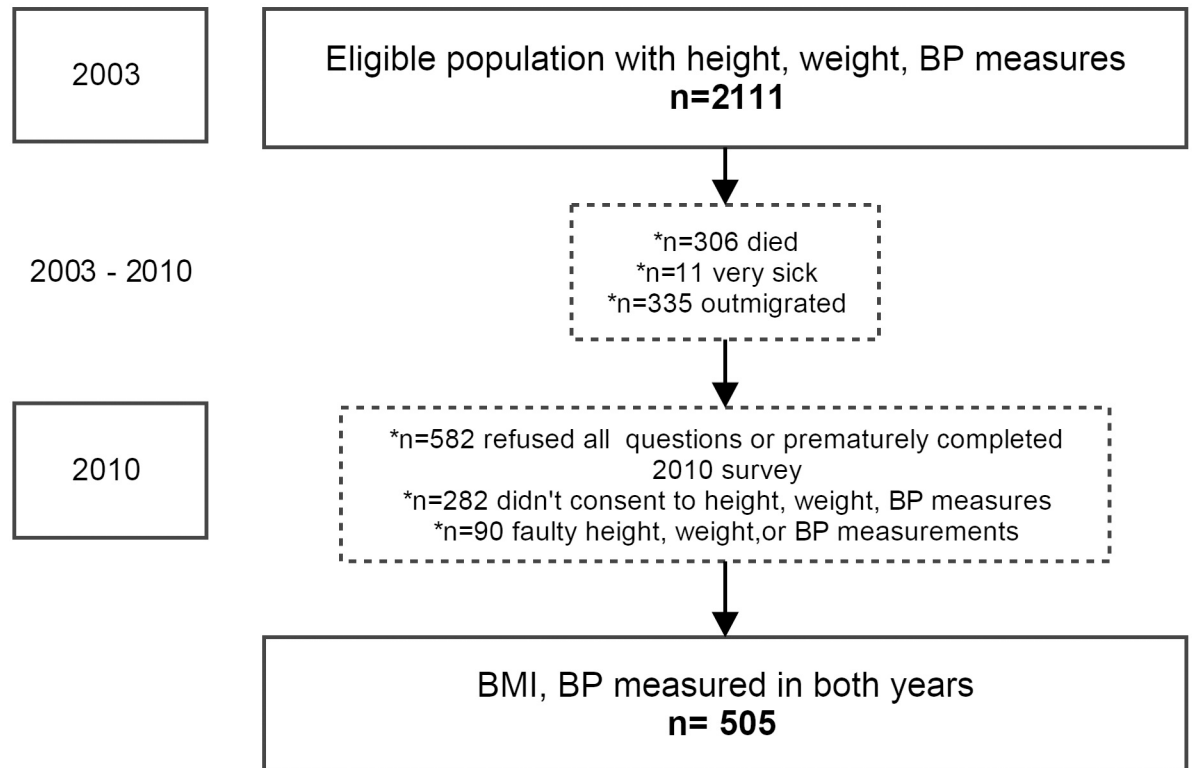 2003
Eligible population with height, weight, BP measures
n=2111
2003 - 2010
*n=306 died
*n=11 very sick
*n=335 outmigrated
2010
*n=582 refused all  questions or prematurely completed
2010 survey
*n=282 didn't consent to height, weight, BP measures
*n=90 faulty height, weight,or BP measurements
BMI, BP measured in both years
n= 505